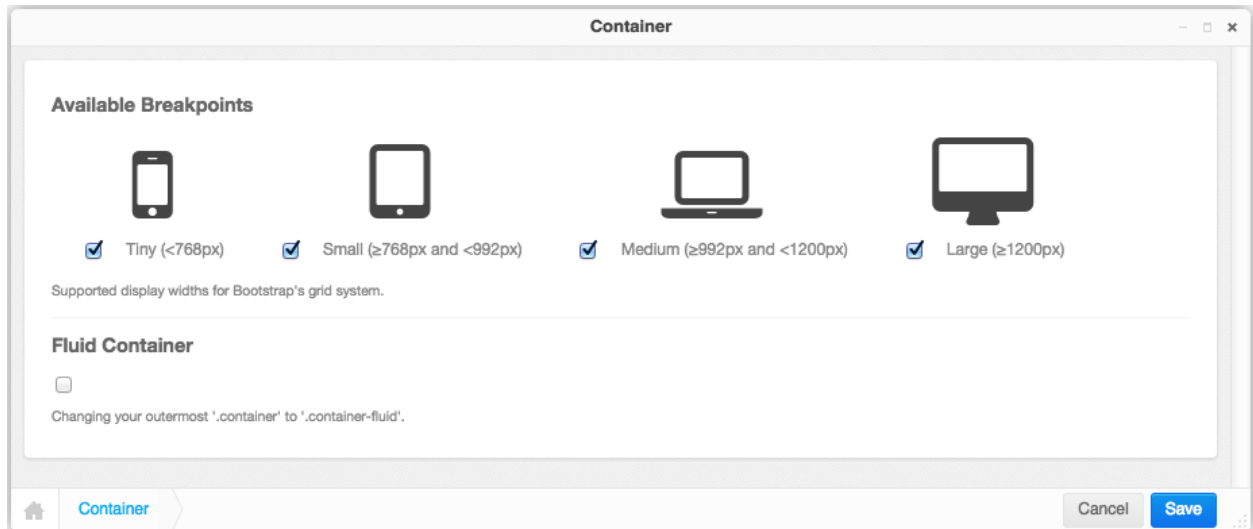 Container
Available Breakpoints
Tiny (<768px) Small (≥768px and <992px) Medium (≥992px and <1200px) Large (≥1200px)
Supported display widths for Bootstrap's grid system.
Fluid Container
Changing your outermost '.container' to '.container-fluid'.
Container Cancel Save